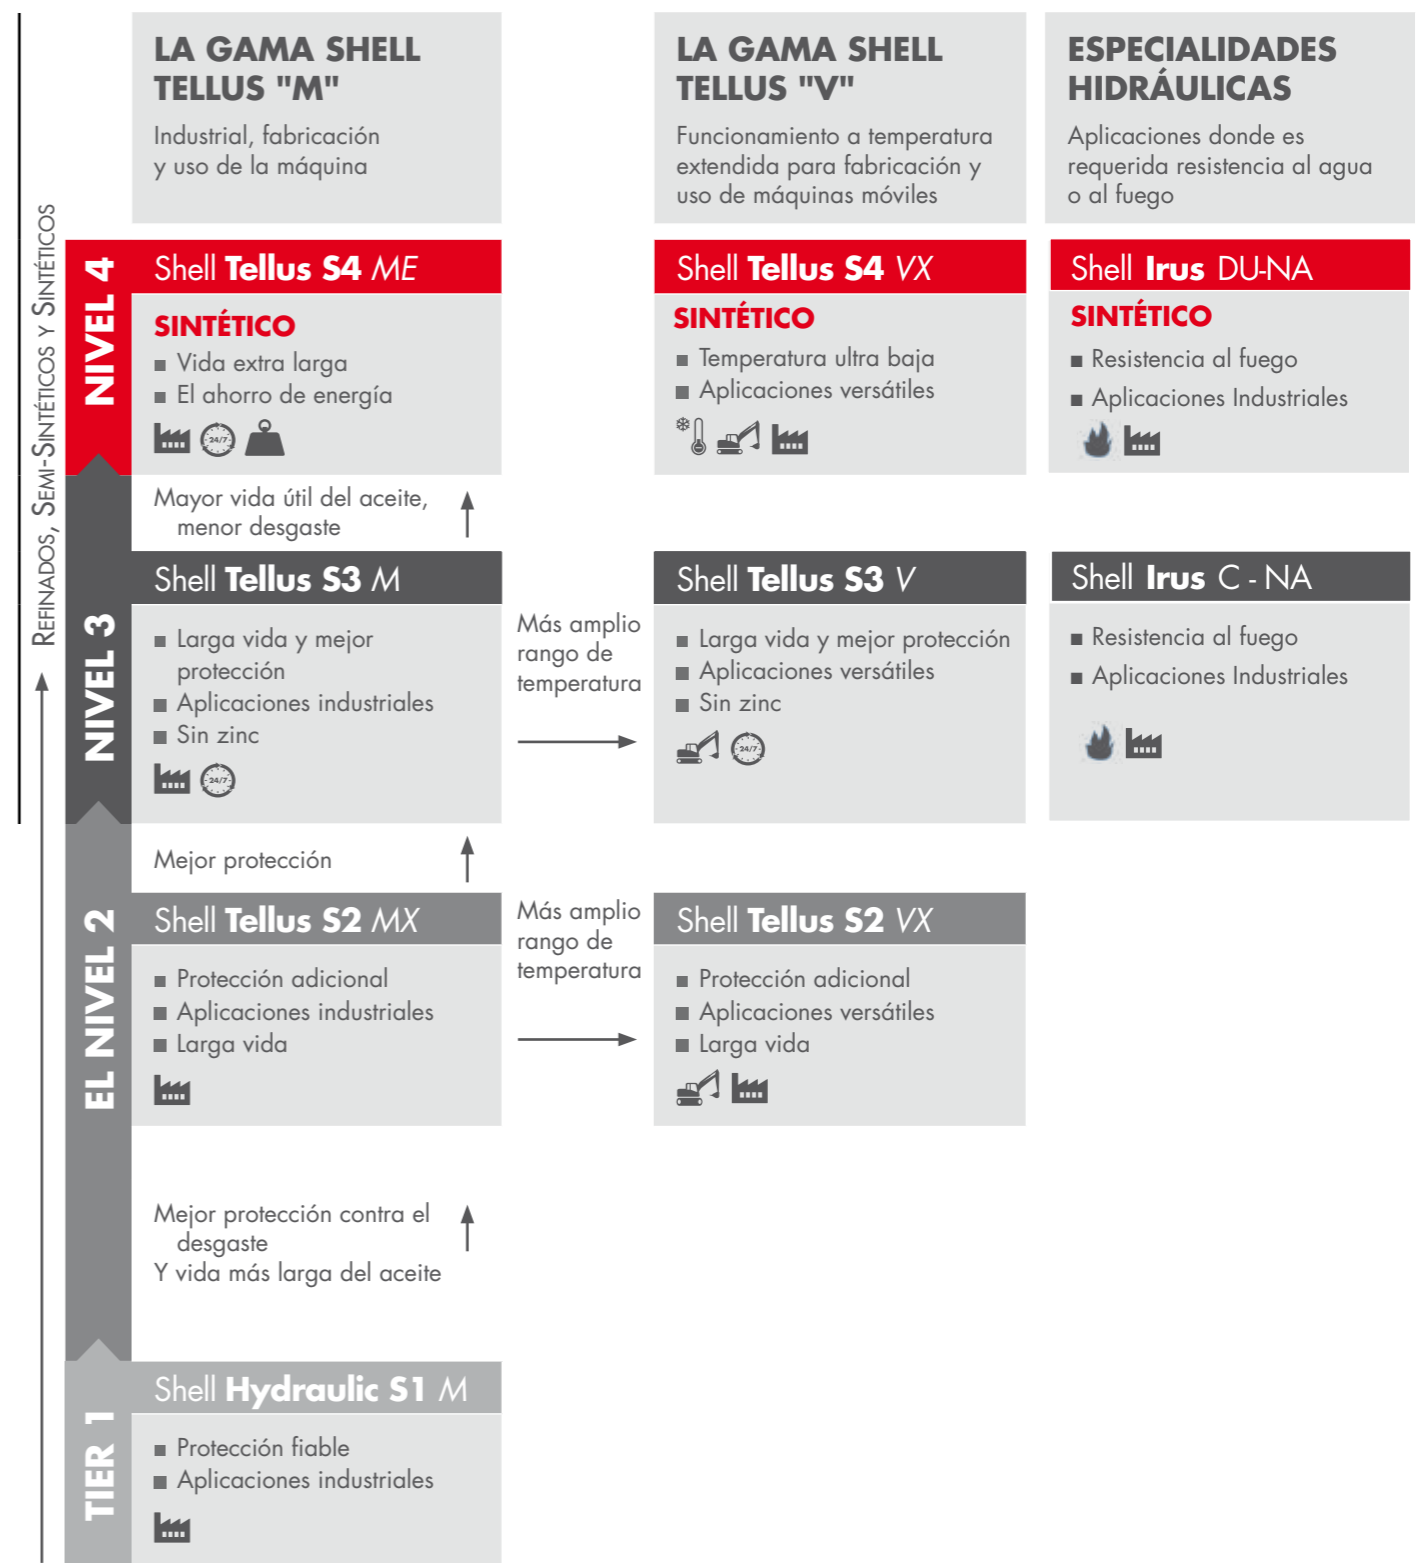 LA GAMA SHELL
TELLUS "M"
Industrial, fabricación
y uso de la máquina
LA GAMA SHELL
TELLUS "V"
Funcionamiento a temperatura
extendida para fabricación y
uso de máquinas móviles
ESPECIALIDADES
HIDRÁULICAS
Aplicaciones donde es
requerida resistencia al agua
o al fuego
REFINADOS, SEMI-SINTÉTICOS Y SINTÉTICOS
NIVEL 4
Shell Tellus S4 ME
SINTÉTICO
■ Vida extra larga
■ El ahorro de energía
24/7
Shell Tellus S4 VX
SINTÉTICO
■ Temperatura ultra baja
■ Aplicaciones versátiles
Shell Irus DU-NA
SINTÉTICO
■ Resistencia al fuego
■ Aplicaciones Industriales
Mayor vida útil del aceite,
menor desgaste
NIVEL 3
Shell Tellus S3 M
■ Larga vida y mejor
protección
■ Aplicaciones industriales
■ Sin zinc
24/7
Más amplio
rango de
temperatura
Shell Tellus S3 V
■ Larga vida y mejor protección
■ Aplicaciones versátiles
■ Sin zinc
24/7
Shell Irus C - NA
■ Resistencia al fuego
■ Aplicaciones Industriales
Mejor protección
EL NIVEL 2
Shell Tellus S2 MX
■ Protección adicional
■ Aplicaciones industriales
■ Larga vida
Más amplio
rango de
temperatura
Shell Tellus S2 VX
■ Protección adicional
■ Aplicaciones versátiles
■ Larga vida
Mejor protección contra el
desgaste
Y vida más larga del aceite
TIER 1
Shell Hydraulic S1 M
■ Protección fiable
■ Aplicaciones industriales